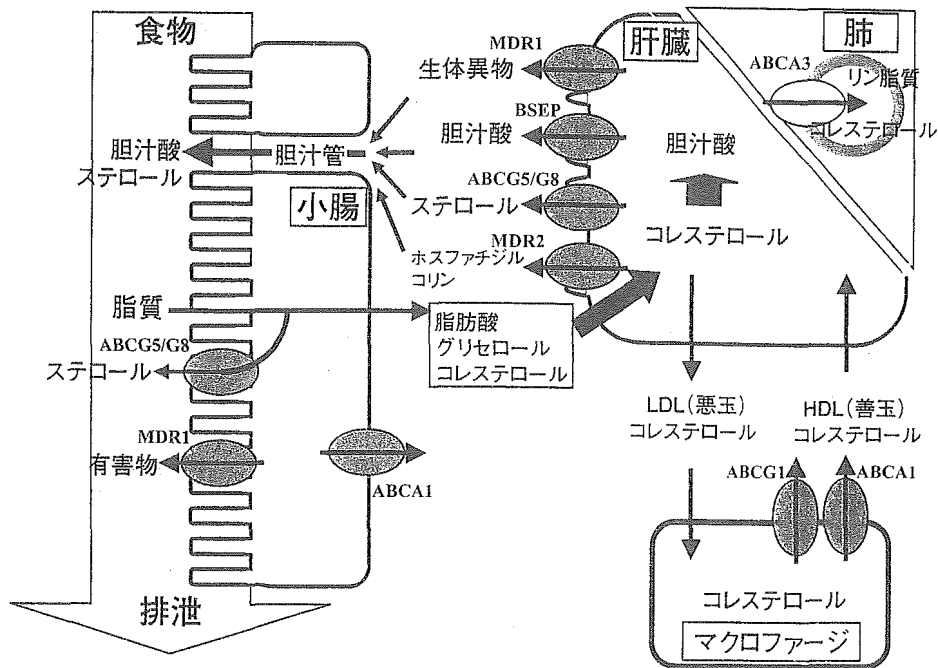 食物
胆汁酸
ステロール
胆汁管
小腸
脂質
ABCG5/G8
ステロール
MDR1
有害物
ABCA1
排泄
MDR1
生体異物
BSEP
胆汁酸
ABCG5/G8
ステロール
MDR2
ホスファチジル
コリン
脂肪酸
グリセロール
コレステロール
肝臓
胆汁酸
コレステロール
肺
ABCA3
リン脂質
コレステロール
LDL(悪玉)
コレステロール
HDL(善玉)
コレステロール
ABCG1
ABCA1
コレステロール
マクロファージ